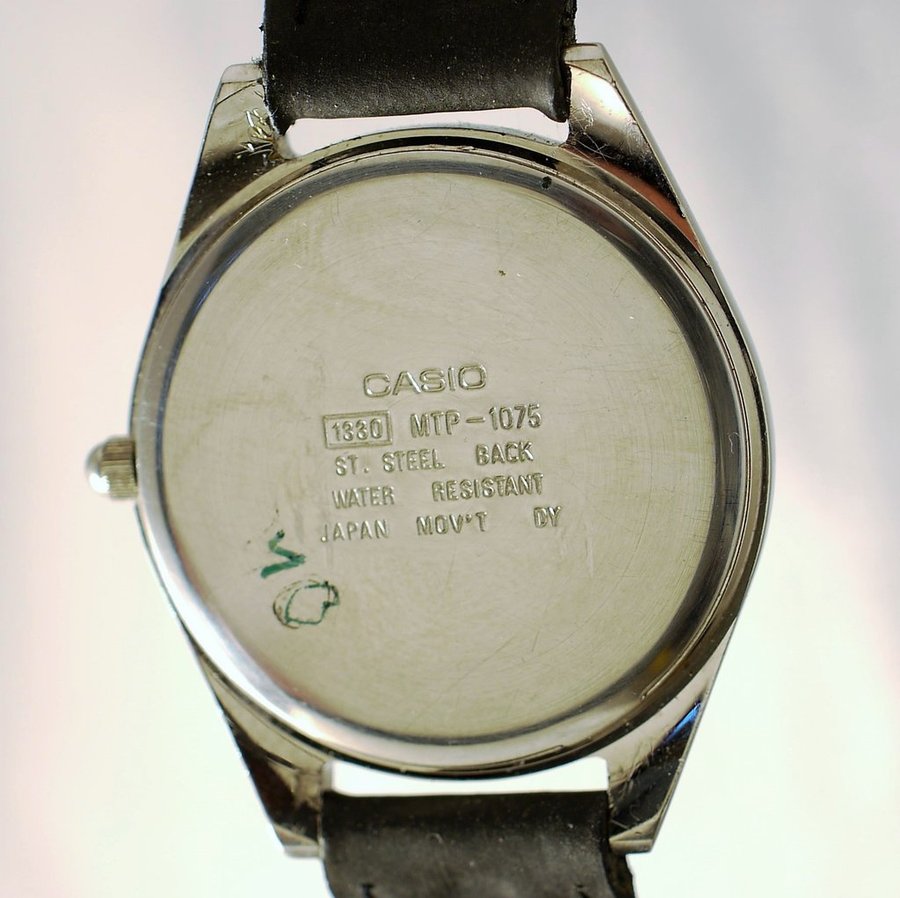 CASIO
1330 MTP-1075
ST. STEEL BACK
WATER RESISTANT
JAPAN MOV'T DY